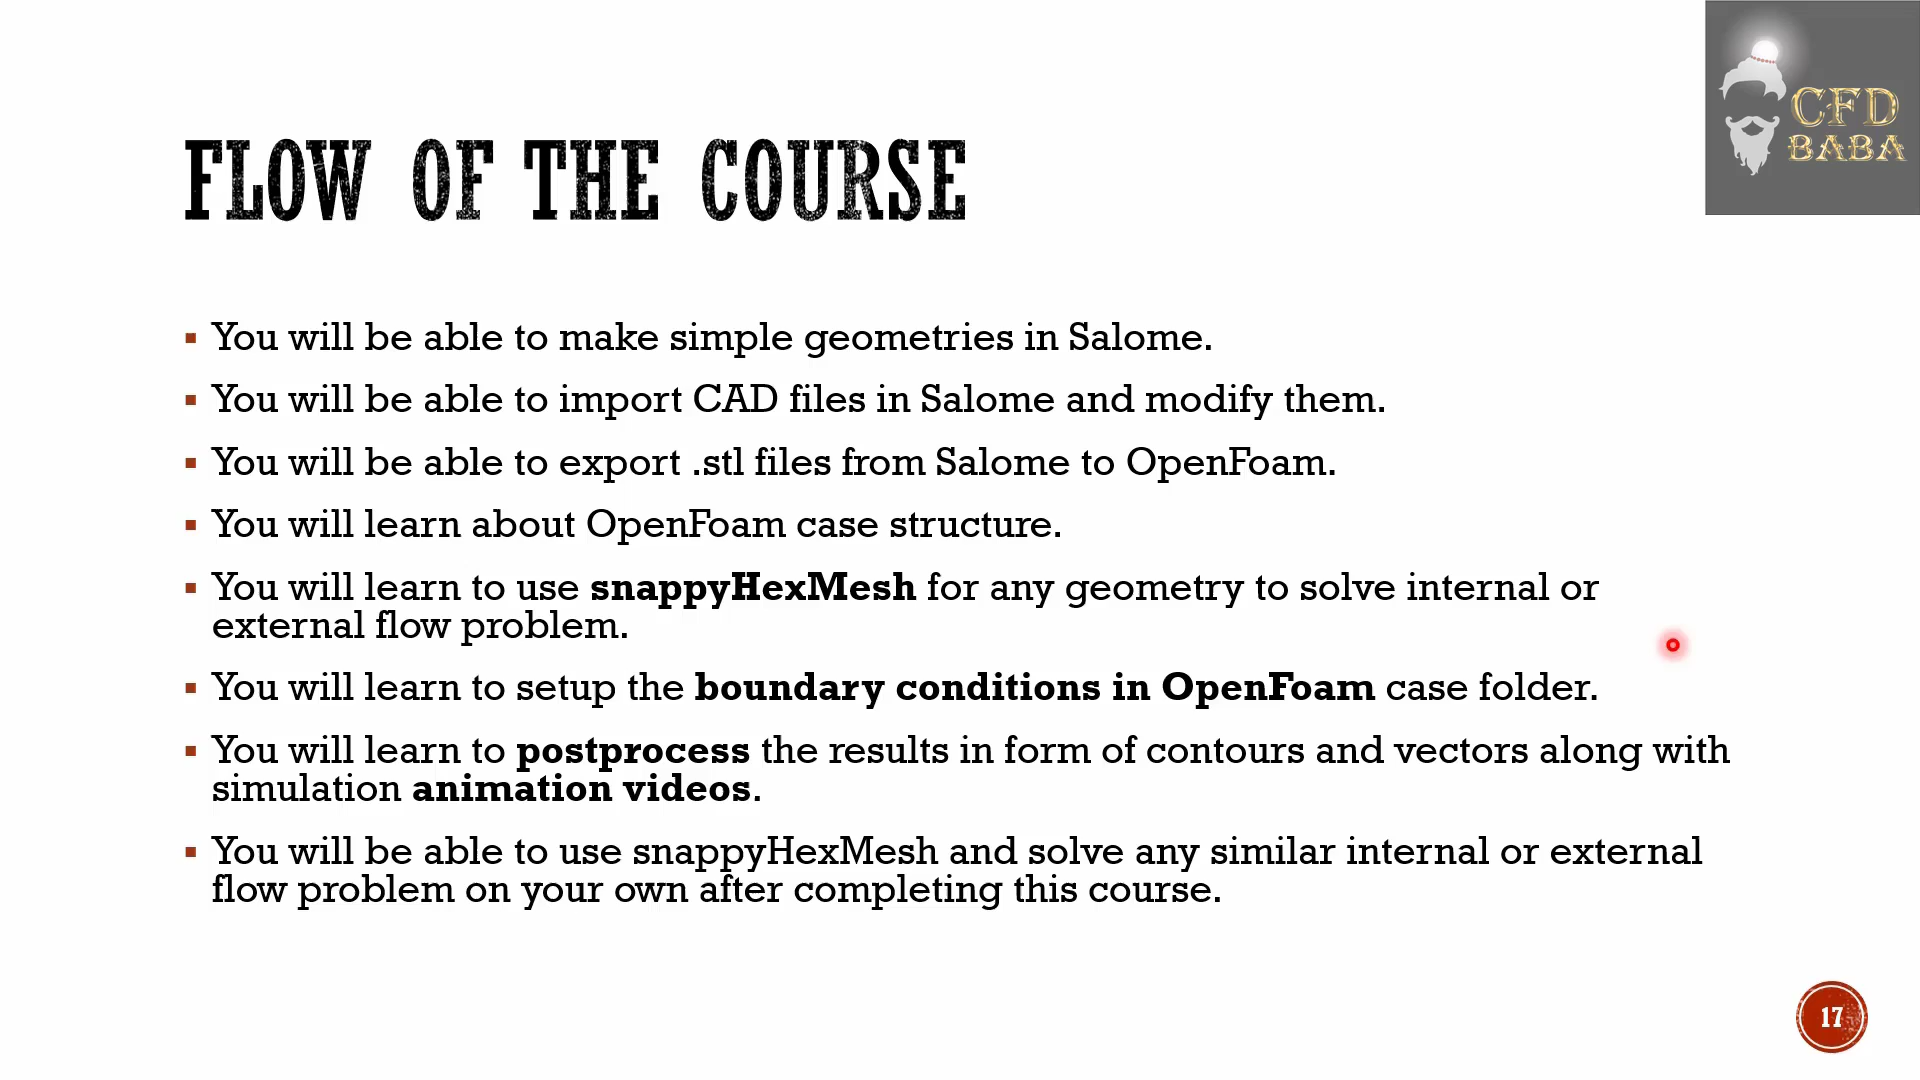 CFD
BABA
FLOW OF THE COURSE
▪ You will be able to make simple geometries in Salome.
▪ You will be able to import CAD files in Salome and modify them.
▪ You will be able to export .stl files from Salome to OpenFoam.
▪ You will learn about OpenFoam case structure.
▪ You will learn to use snappyHexMesh for any geometry to solve internal or
external flow problem.
▪ You will learn to setup the boundary conditions in OpenFoam case folder.
▪ You will learn to postprocess the results in form of contours and vectors along with
simulation animation videos.
▪ You will be able to use snappyHexMesh and solve any similar internal or external
flow problem on your own after completing this course.
17